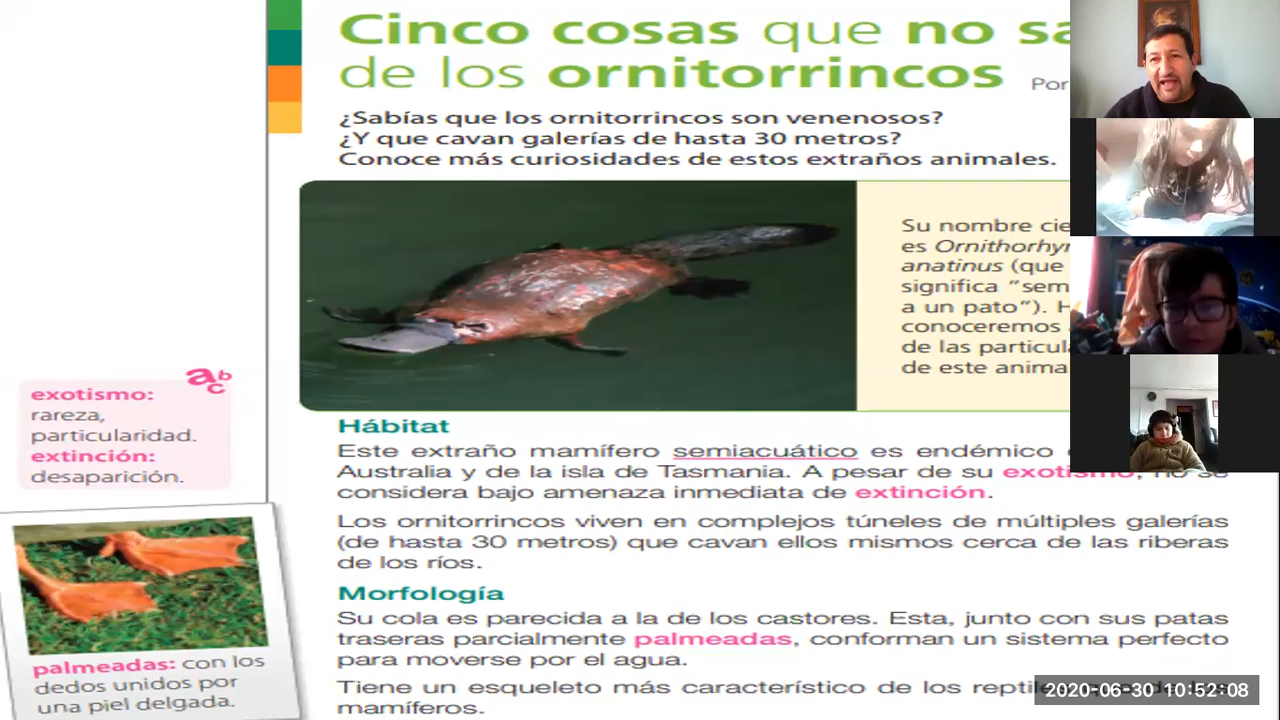 Cinco cosas que no
de los ornitorrincos Por
¿Sabías que los ornitorrincos son venenosos?
¿Y que cavan galerías de hasta 30 metros?
Conoce más curiosidades de estos extraños animales.
Su nombre
es
anatinus (que
significa
a un pato").
conoceremos
de las
de este
exotismo:
rareza,
particularidad.
extinción:
desaparición.
abc
Hábitat
Este extraño mamífero semiacuático es endémico
Australia y de la isla de Tasmania. A pesar de su exotismo, no se
considera bajo amenaza inmediata de extinción.
Los ornitorrincos viven en complejos túneles de múltiples galerías
(de hasta 30 metros) que cavan ellos mismos cerca de las riberas
de los ríos.
Morfología
Su cola es parecida a la de los castores. Esta, junto con sus patas
traseras parcialmente palmeadas, conforman un sistema perfecto
para moverse por el agua.
Tiene un esqueleto más característico de los
mamíferos.
palmeadas: con los
dedos unidos por
una piel delgada.
2020-06-30 10:52:08